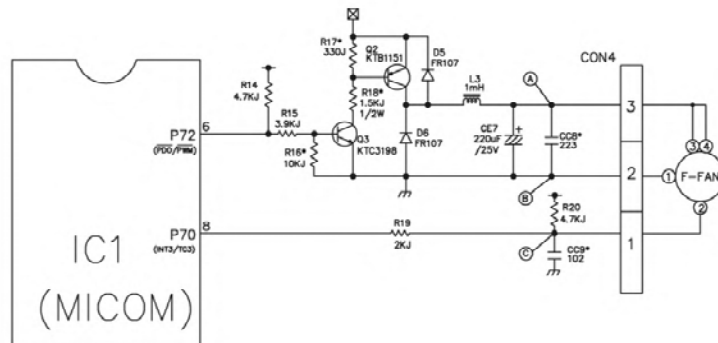 R17*
330J
Q2
KTB1151
D5
FR107
L3
1mH
A
CON4
R14
4.7KJ
R18*
1.5KJ
1/2W
3
3
4
P72
6
(PDO/PWM)
R15
3.9KJ
Q3
KTC3198
R16*
10KJ
D6
FR107
CE7
220uF
/25V
+
CC8*
223
F-FAN
1
2
2
B
R20
4.7KJ
P70
8
(INT3/TC3)
R19
2KJ
C
CC9*
102
1
IC1
(MICOM)